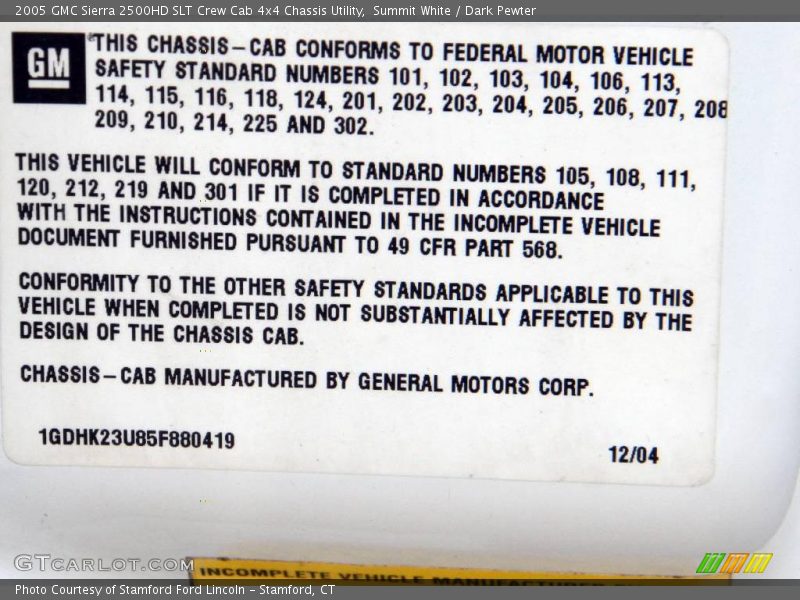 2005 GMC Sierra 2500HD SLT Crew Cab 4x4 Chassis Utility, Summit White / Dark Pewter
GM
THIS CHASSIS-CAB CONFORMS TO FEDERAL MOTOR VEHICLE
SAFETY STANDARD NUMBERS 101, 102, 103, 104, 106, 113,
114, 115, 116, 118, 124, 201, 202, 203, 204, 205, 206, 207, 208
209, 210, 214, 225 AND 302.
THIS VEHICLE WILL CONFORM TO STANDARD NUMBERS 105, 108, 111,
120, 212, 219 AND 301 IF IT IS COMPLETED IN ACCORDANCE
WITH THE INSTRUCTIONS CONTAINED IN THE INCOMPLETE VEHICLE
DOCUMENT FURNISHED PURSUANT TO 49 CFR PART 568.
CONFORMITY TO THE OTHER SAFETY STANDARDS APPLICABLE TO THIS
VEHICLE WHEN COMPLETED IS NOT SUBSTANTIALLY AFFECTED BY THE
DESIGN OF THE CHASSIS CAB.
CHASSIS-CAB MANUFACTURED BY GENERAL MOTORS CORP.
1GDHK23U85F880419
12/04
GTCARLOT.COM
INCOMPLETE VEHICLE MANUFACTURER
Photo Courtesy of Stamford Ford Lincoln - Stamford, CT